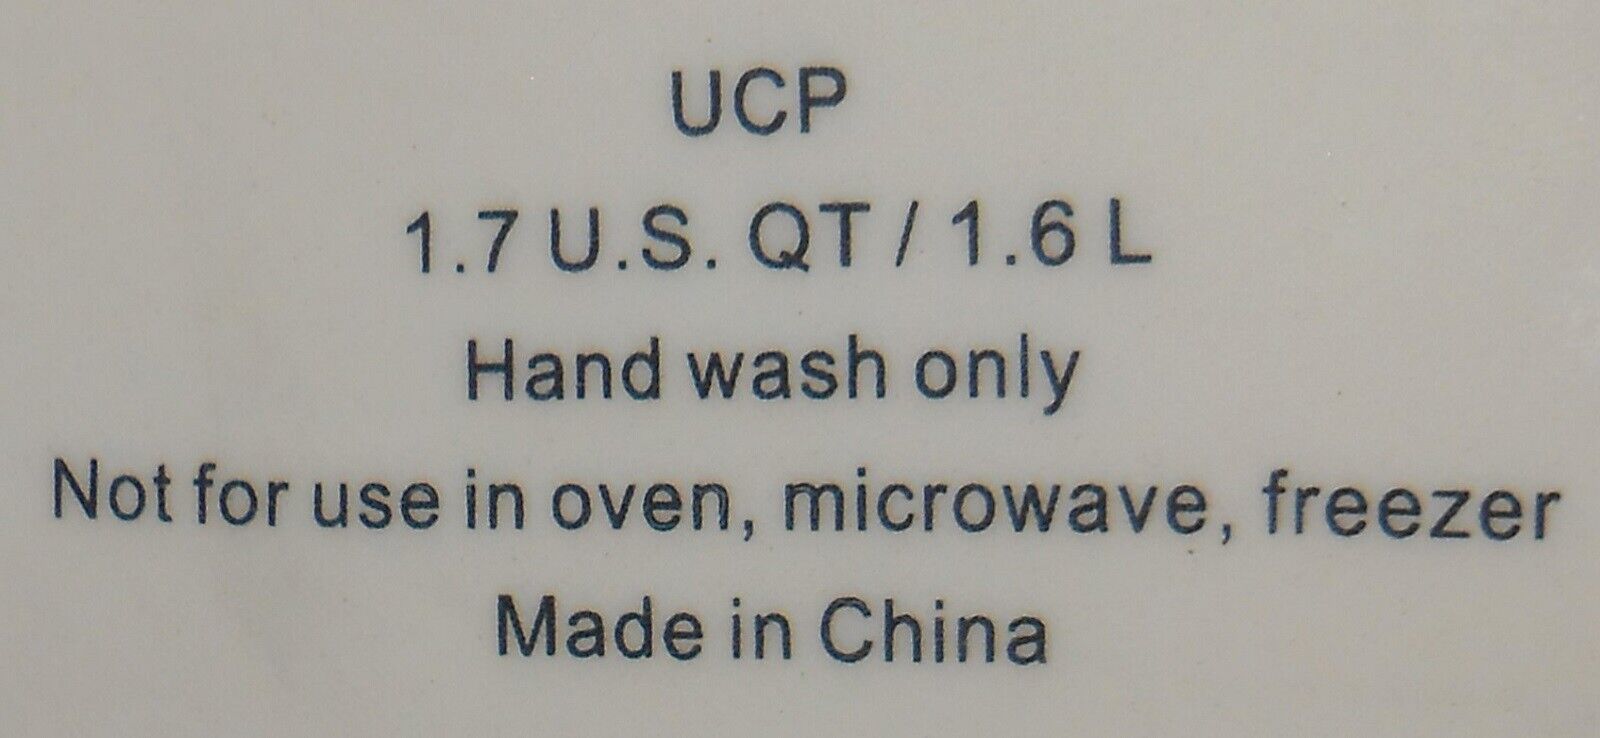 UCP
1.7 U.S. QT / 1.6 L
Hand wash only
Not for use in oven, microwave, freezer
Made in China